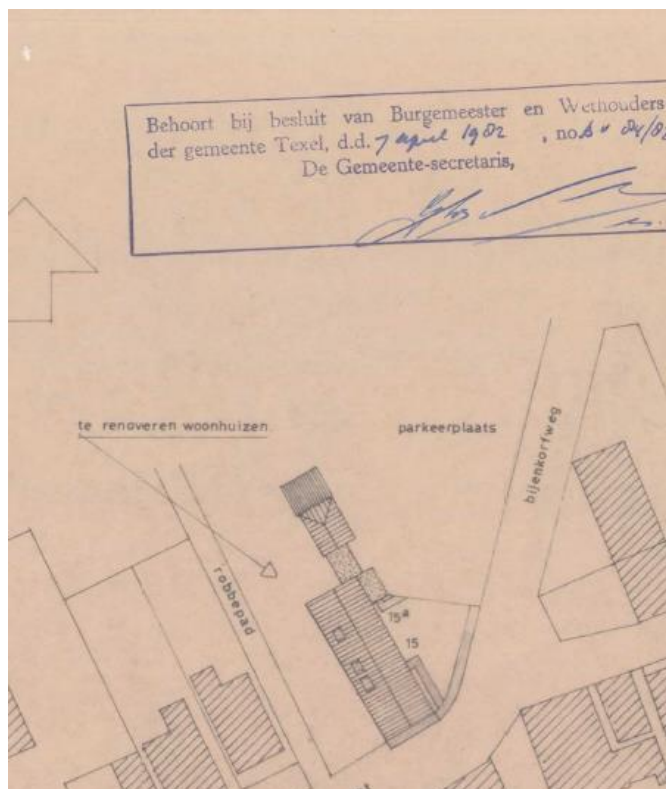 Behoort bij besluit van Burgemeester en Wethouders
der gemeente Texel, d.d. 7 april 1982 , no.
De Gemeente-secretaris,
te renoveren woonhuizen
parkeerplaats
bijenkorfweg
robbepad
15a
15